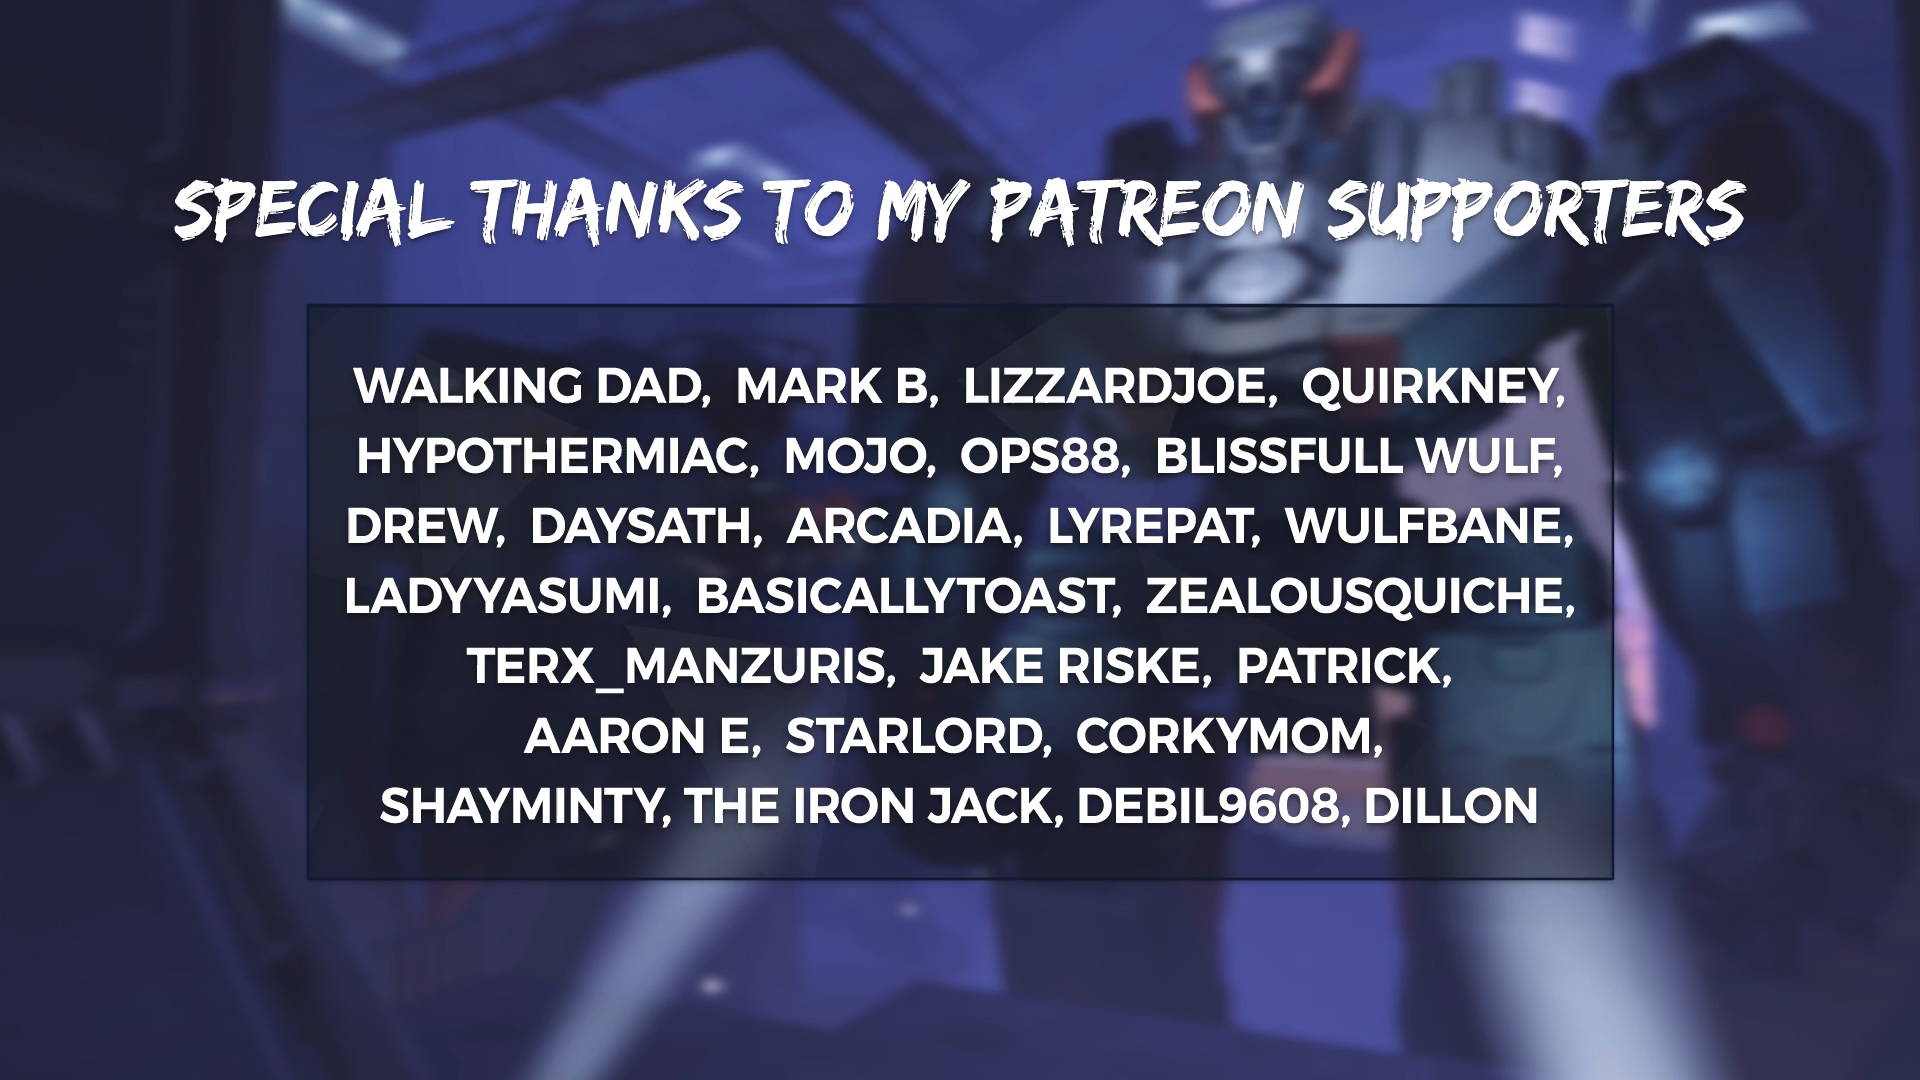 SPECIAL THANKS TO MY PATREON SUPPORTERS
WALKING DAD, MARK B, LIZZARDJOE, QUIRKNEY,
HYPOTHERMIAC, MOJO, OPS88, BLISSFULL WULF,
DREW, DAYSATH, ARCADIA, LYREPAT, WULFBANE,
LADYYASUMI, BASICALLYTOAST, ZEALOUSQUICHE,
TERX_MANZURIS, JAKE RISKE, PATRICK,
AARON E, STARLORD, CORKYMOM,
SHAYMINTY, THE IRON JACK, DEBIL9608, DILLON